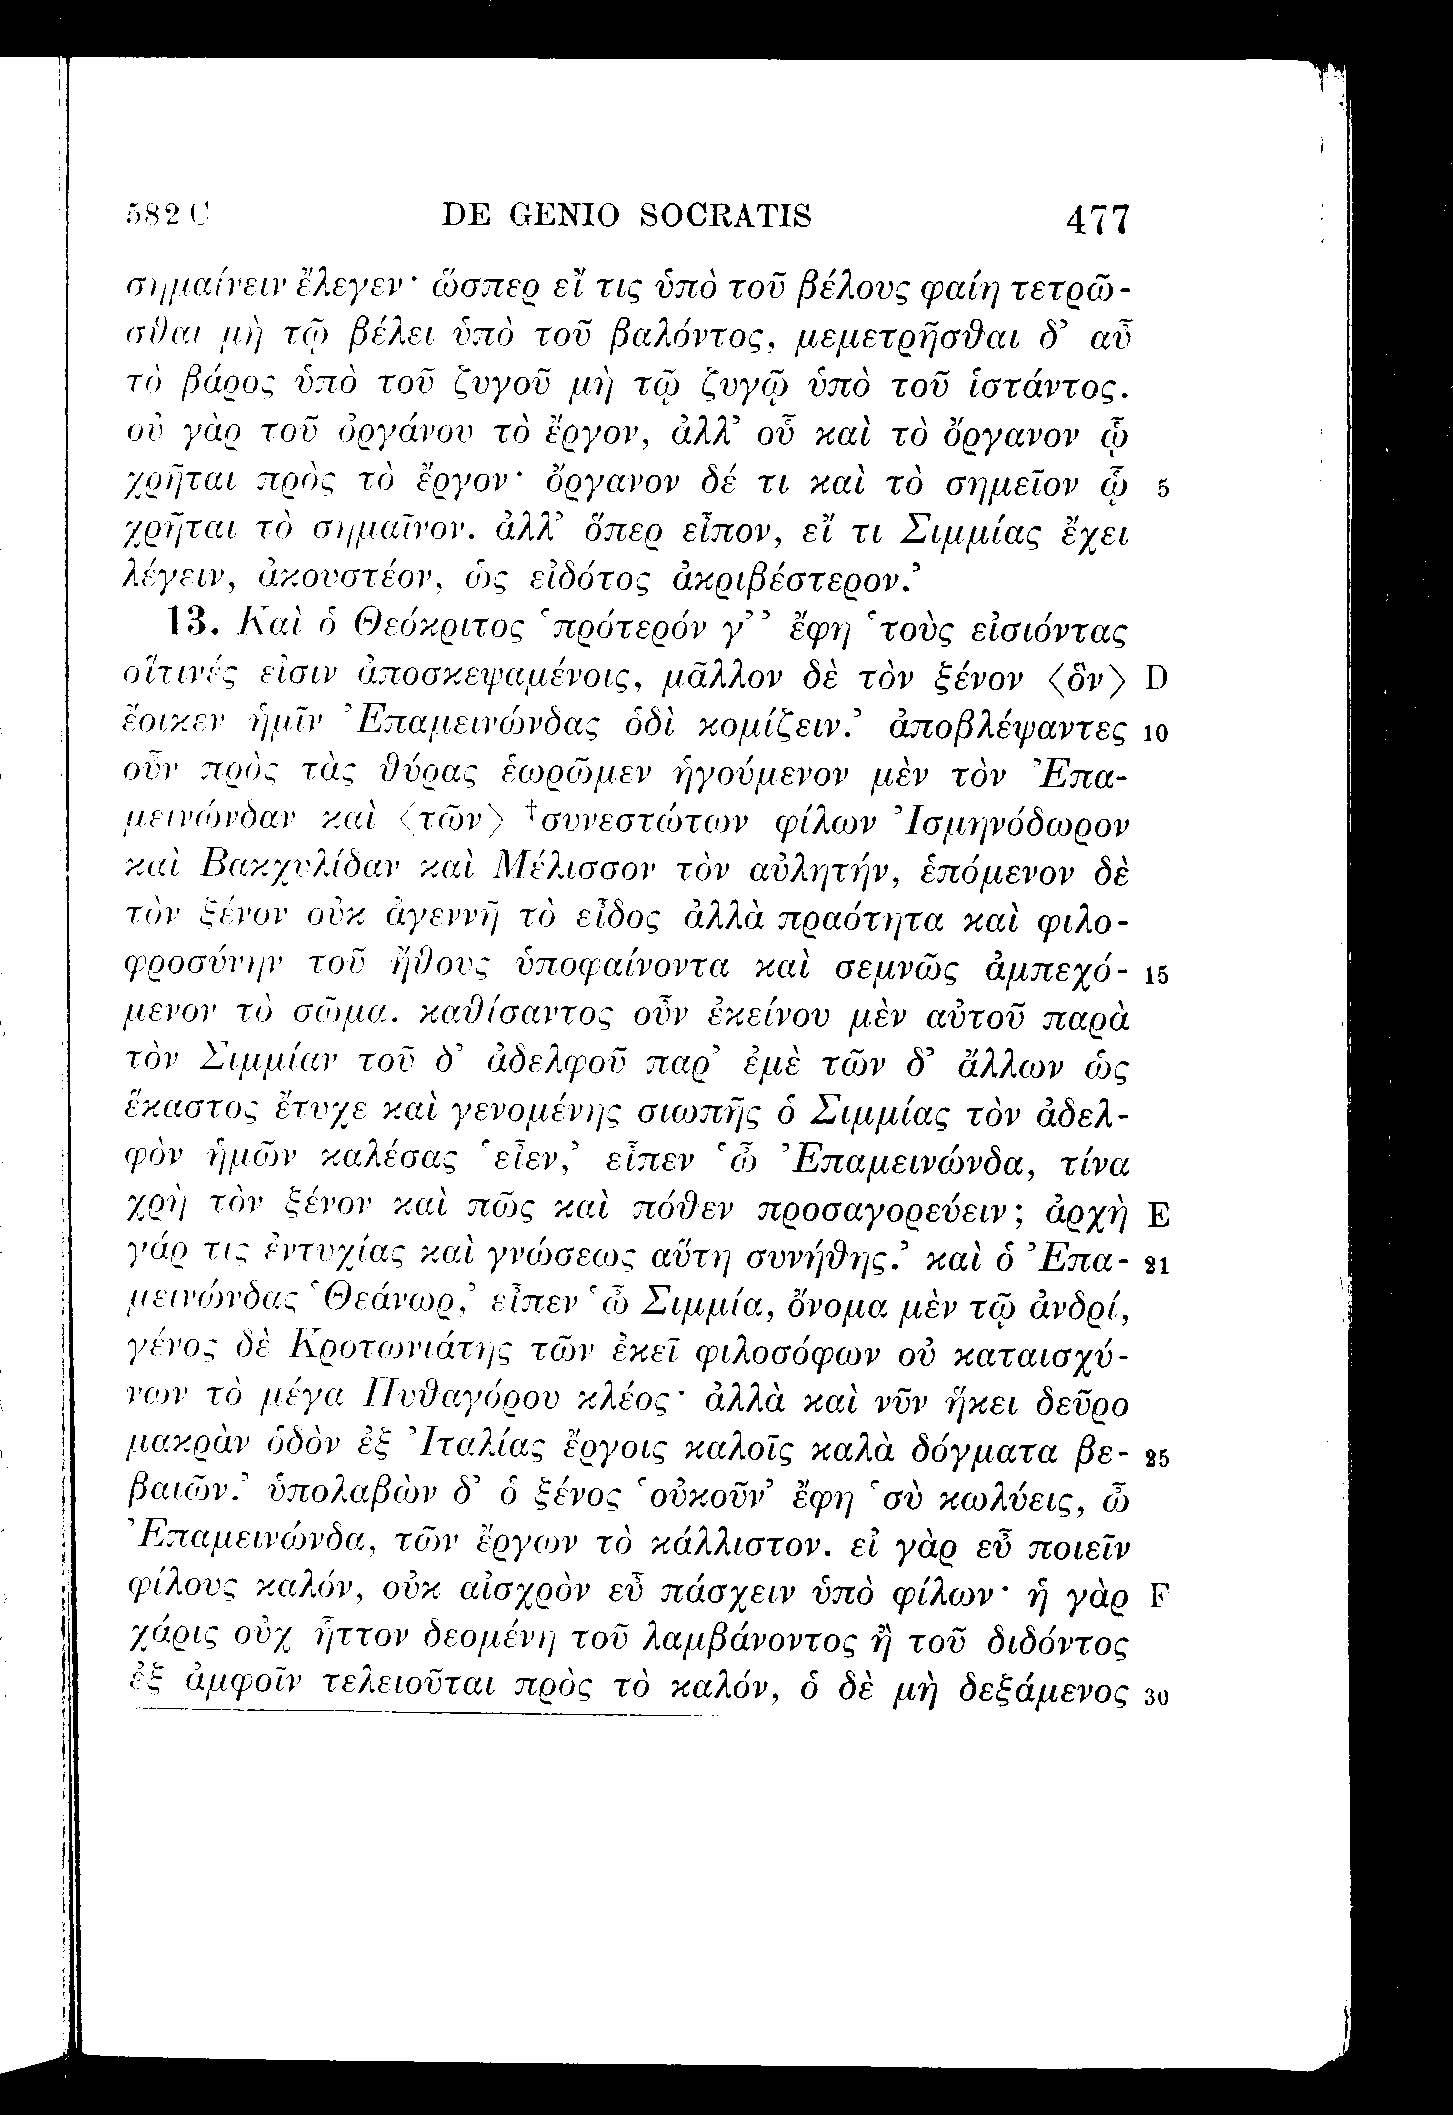 582 C DE GENIO SOCRATIS 477
σημαίνειν ἔλεγεν· ὥσπερ εἴ τις ὑπὸ τοῦ βέλους φαίη τετρῶ-
σθαι μὴ τῷ βέλει ὑπὸ τοῦ βαλόντος, μεμετρῆσθαι δ’ αὖ
τὸ βάρος ὑπὸ τοῦ ζυγοῦ μὴ τῷ ζυγῷ ὑπὸ τοῦ ἱστάντος.
οὐ γὰρ τοῦ ὀργάνου τὸ ἔργον, ἀλλ’ οὗ καὶ τὸ ὄργανον ᾧ
χρῆται πρὸς τὸ ἔργον· ὄργανον δέ τι καὶ τὸ σημεῖον ᾧ 5
χρῆται τὸ σημαῖνον. ἀλλ’ ὅπερ εἶπον, εἴ τι Σιμμίας ἔχει
λέγειν, ἀκουστέον, ὡς εἰδότος ἀκριβέστερον.’
13. Καὶ ὁ Θεόκριτος ‘πρότερόν γ’’ ἔφη ‘τοὺς εἰσιόντας
οἵτινές εἰσιν ἀποσκεψαμένοις, μᾶλλον δὲ τὸν ξένον ⟨ὃν⟩ D
ἔοικεν ἡμῖν Ἐπαμεινώνδας ὁδὶ κομίζειν.’ ἀποβλέψαντες 10
οὖν πρὸς τὰς θύρας ἑωρῶμεν ἡγούμενον μὲν τὸν Ἐπα-
μεινώνδαν καὶ ⟨τῶν⟩ †συνεστώτων φίλων Ἰσμηνόδωρον
καὶ Βακχυλίδαν καὶ Μέλισσον τὸν αὐλητήν, ἑπόμενον δὲ
τὸν ξένον οὐκ ἀγεννῆ τὸ εἶδος ἀλλὰ πραότητα καὶ φιλο-
φροσύνην τοῦ ἤθους ὑποφαίνοντα καὶ σεμνῶς ἀμπεχό- 15
μενον τὸ σῶμα. καθίσαντος οὖν ἐκείνου μὲν αὐτοῦ παρὰ
τὸν Σιμμίαν τοῦ δ’ ἀδελφοῦ παρ’ ἐμὲ τῶν δ’ ἄλλων ὡς
ἕκαστος ἔτυχε καὶ γενομένης σιωπῆς ὁ Σιμμίας τὸν ἀδελ-
φὸν ἡμῶν καλέσας ‘εἶεν,’ εἶπεν ‘ὦ Ἐπαμεινώνδα, τίνα
χρὴ τὸν ξένον καὶ πῶς καὶ πόθεν προσαγορεύειν; ἀρχὴ E
γάρ τις ἐντυχίας καὶ γνώσεως αὕτη συνήθης.’ καὶ ὁ Ἐπα- 21
μεινώνδας ‘Θεάνωρ,’ εἶπεν ‘ὦ Σιμμία, ὄνομα μὲν τῷ ἀνδρί,
γένος δὲ Κροτωνιάτης τῶν ἐκεῖ φιλοσόφων οὐ καταισχύ-
νων τὸ μέγα Πυθαγόρου κλέος· ἀλλὰ καὶ νῦν ἥκει δεῦρο
μακρὰν ὁδὸν ἐξ Ἰταλίας ἔργοις καλοῖς καλὰ δόγματα βε- 25
βαιῶν.’ ὑπολαβὼν δ’ ὁ ξένος ‘οὐκοῦν’ ἔφη ‘σὺ κωλύεις, ὦ
Ἐπαμεινώνδα, τῶν ἔργων τὸ κάλλιστον. εἰ γὰρ εὖ ποιεῖν
φίλους καλόν, οὐκ αἰσχρὸν εὖ πάσχειν ὑπὸ φίλων· ἡ γὰρ F
χάρις οὐχ ἧττον δεομένη τοῦ λαμβάνοντος ἢ τοῦ διδόντος
ἐξ ἀμφοῖν τελειοῦται πρὸς τὸ καλόν, ὁ δὲ μὴ δεξάμενος 30